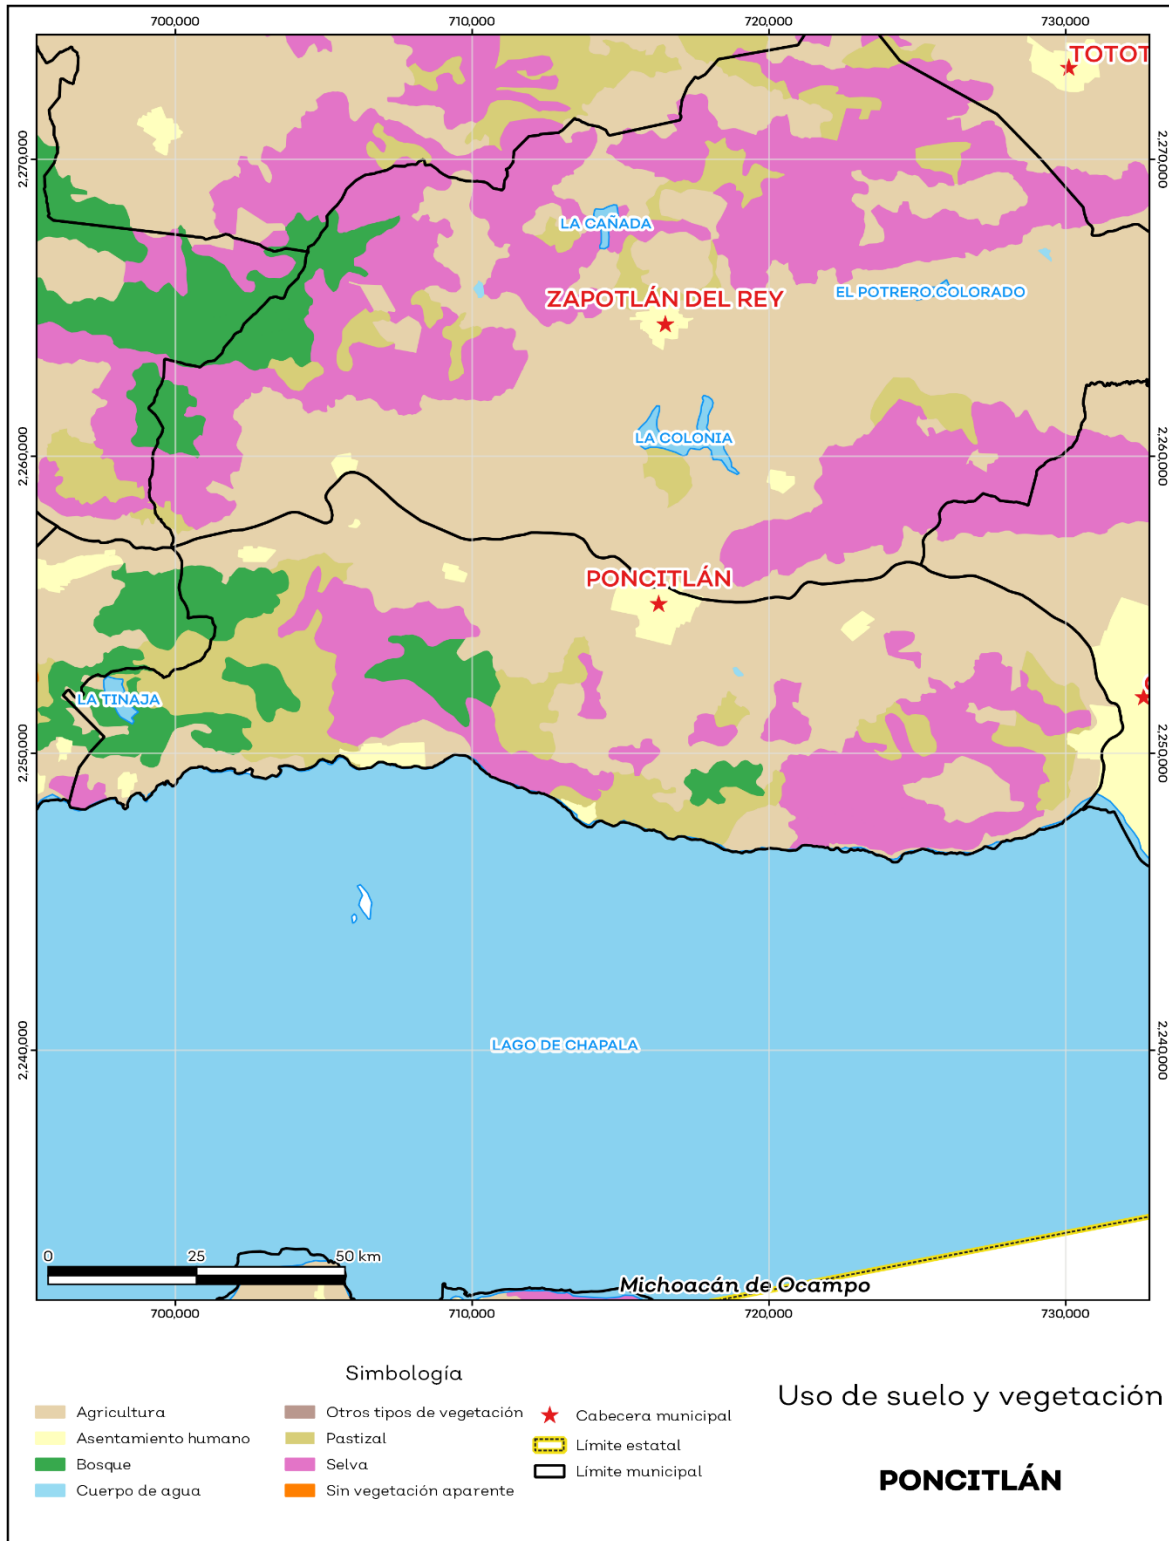 700,000
710,000
720,000
730,000
TOTOT
2,270,000
2,270,000
LA CAÑADA
EL POTRERO COLORADO
ZAPOTLÁN DEL REY
LA COLONIA
2,260,000
2,260,000
PONCITLÁN
LA TINAJA
2,250,000
2,250,000
LAGO DE CHAPALA
2,240,000
2,240,000
0 25 50 km
Michoacán de Ocampo
700,000
710,000
720,000
730,000
Simbología
Agricultura
Asentamiento humano
Bosque
Cuerpo de agua
Otros tipos de vegetación
Pastizal
Selva
Sin vegetación aparente
Cabecera municipal
Límite estatal
Límite municipal
Uso de suelo y vegetación
PONCITLÁN